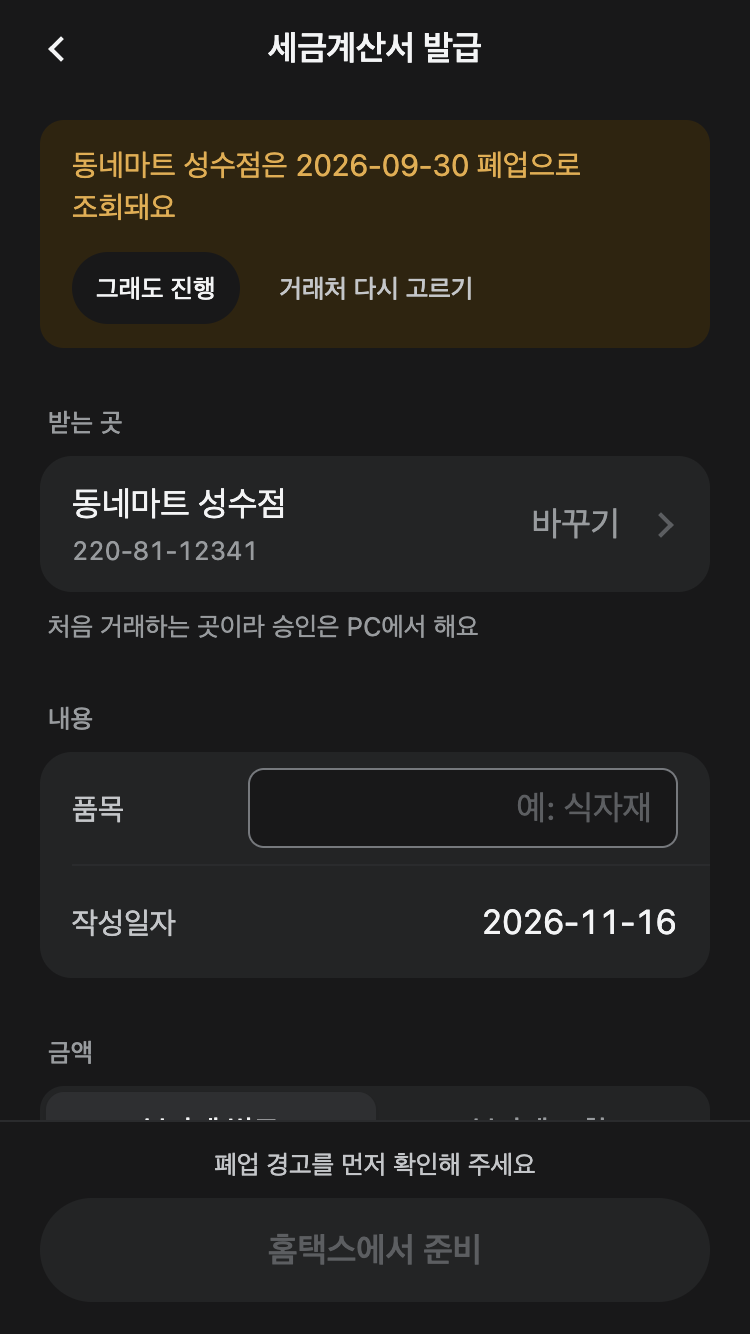 세금계산서 발급
동네마트 성수점은 2026-09-30 폐업으로
조회돼요
그래도 진행
거래처 다시 고르기
받는 곳
동네마트 성수점
220-81-12341
바꾸기
처음 거래하는 곳이라 승인은 PC에서 해요
내용
품목
예: 식자재
작성일자
2026-11-16
금액
폐업 경고를 먼저 확인해 주세요
홈택스에서 준비